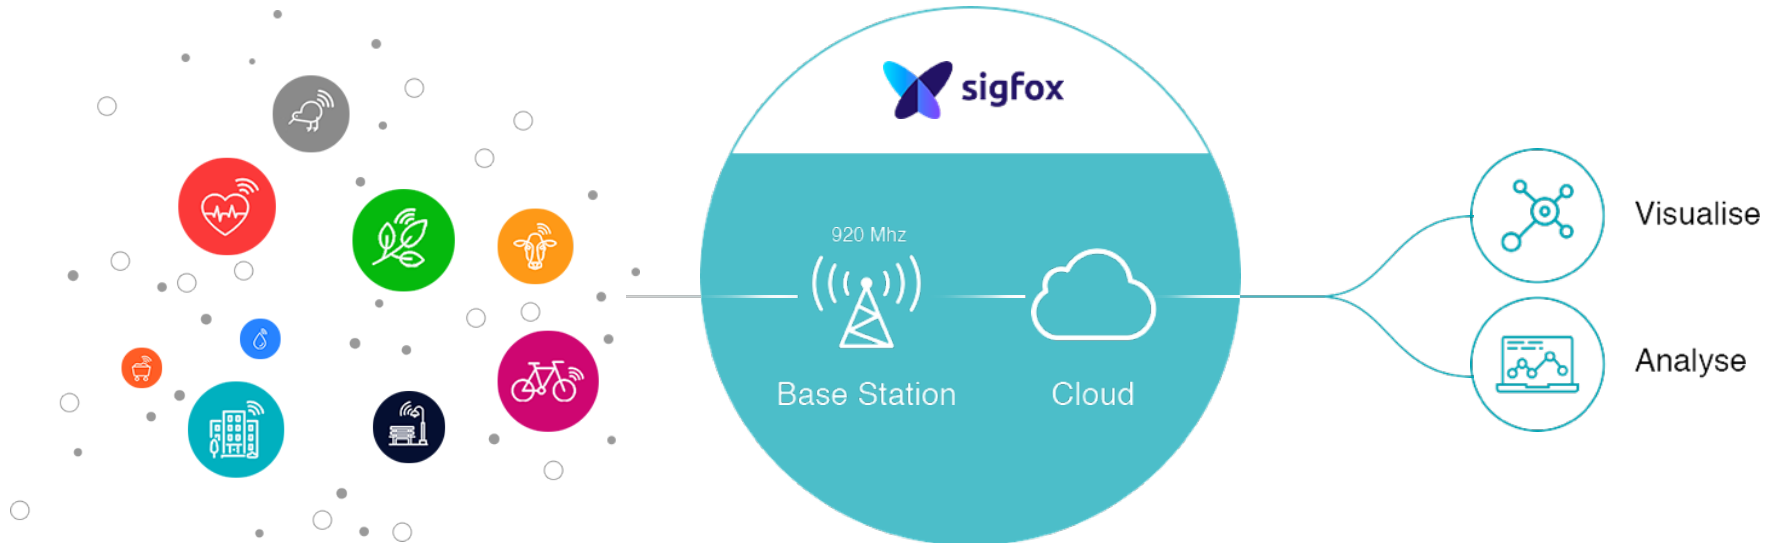 sigfox
920 Mhz
Base Station
Cloud
Visualise
Analyse